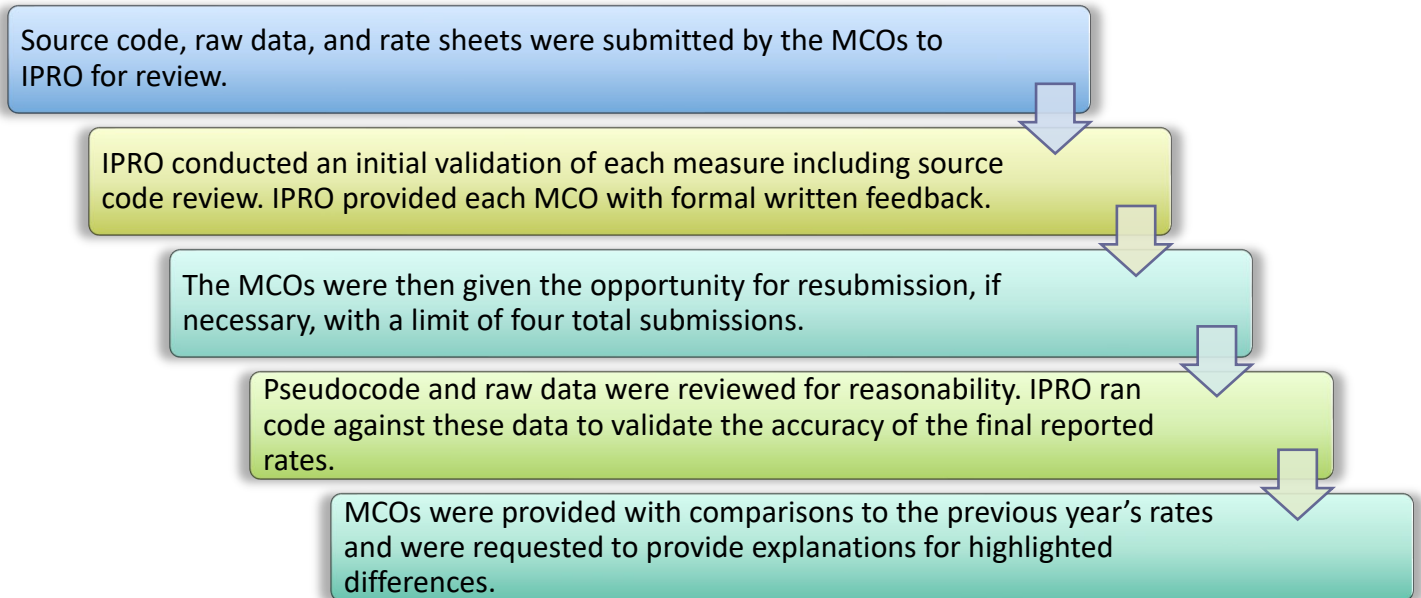 Source code, raw data, and rate sheets were submitted by the MCOs to
IPRO for review.
IPRO conducted an initial validation of each measure including source
code review. IPRO provided each MCO with formal written feedback.
The MCOs were then given the opportunity for resubmission, if
necessary, with a limit of four total submissions.
Pseudocode and raw data were reviewed for reasonability. IPRO ran
code against these data to validate the accuracy of the final reported
rates.
MCOs were provided with comparisons to the previous year’s rates
and were requested to provide explanations for highlighted
differences.